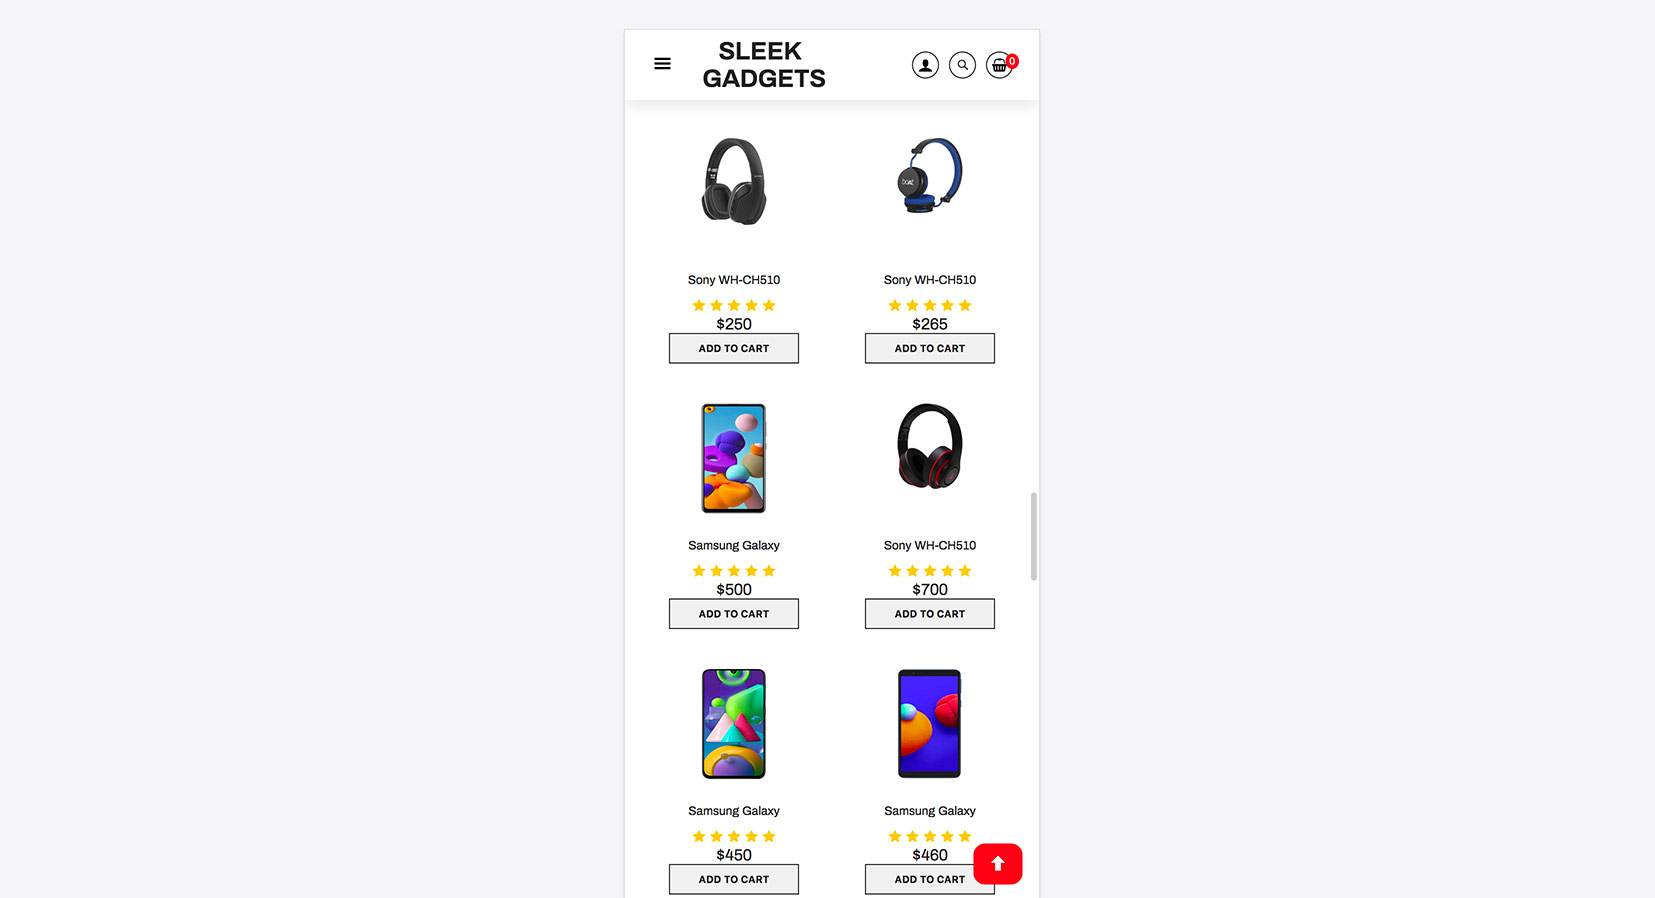 SLEEK
GADGETS
0
boAt
Sony WH-CH510
Sony WH-CH510
$250
$265
ADD TO CART
ADD TO CART
Samsung Galaxy
Sony WH-CH510
$500
$700
ADD TO CART
ADD TO CART
Samsung Galaxy
Samsung Galaxy
$450
$460
ADD TO CART
ADD TO CART